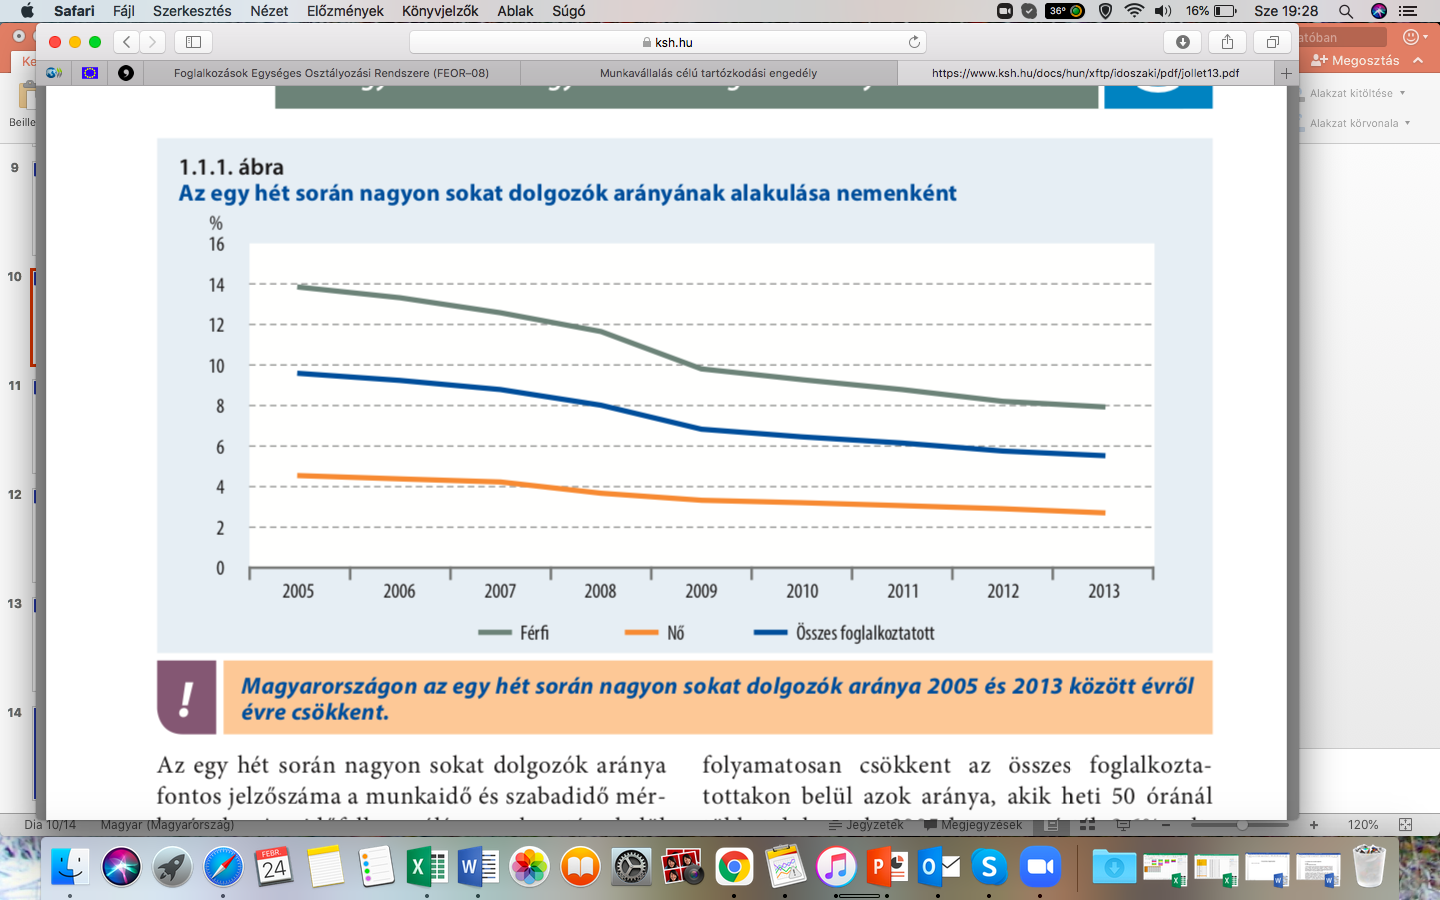 Safari Fájl Szerkesztés Nézet Előzmények Könyvjelzők Ablak Súgó 36° 16% Sze 19:28
ksh.hu
Megosztás
Foglalkozások Egységes Osztályozási Rendszere (FEOR–08) Munkavállalás célú tartózkodási engedély https://www.ksh.hu/docs/hun/xftp/idoszaki/pdf/jollet13.pdf
Alakzat kitöltése
Beille
Alakzat körvonala
9
10
11
12
13
14
1.1.1. ábra
Az egy hét során nagyon sokat dolgozók arányának alakulása nemenként
%
16
14
12
10
8
6
4
2
0
2005 2006 2007 2008 2009 2010 2011 2012 2013
Férfi Nő Összes foglalkoztatott
! Magyarországon az egy hét során nagyon sokat dolgozók aránya 2005 és 2013 között évről
évre csökkent.
Az egy hét során nagyon sokat dolgozók aránya
fontos jelzőszáma a munkaidő és szabadidő mér-
folyamatosan csökkent az összes foglalkozta-
tottakon belül azok aránya, akik heti 50 óránál
Dia 10/14 Magyar (Magyarország) Jegyzetek Megjegyzések 120%
FEBR.
24